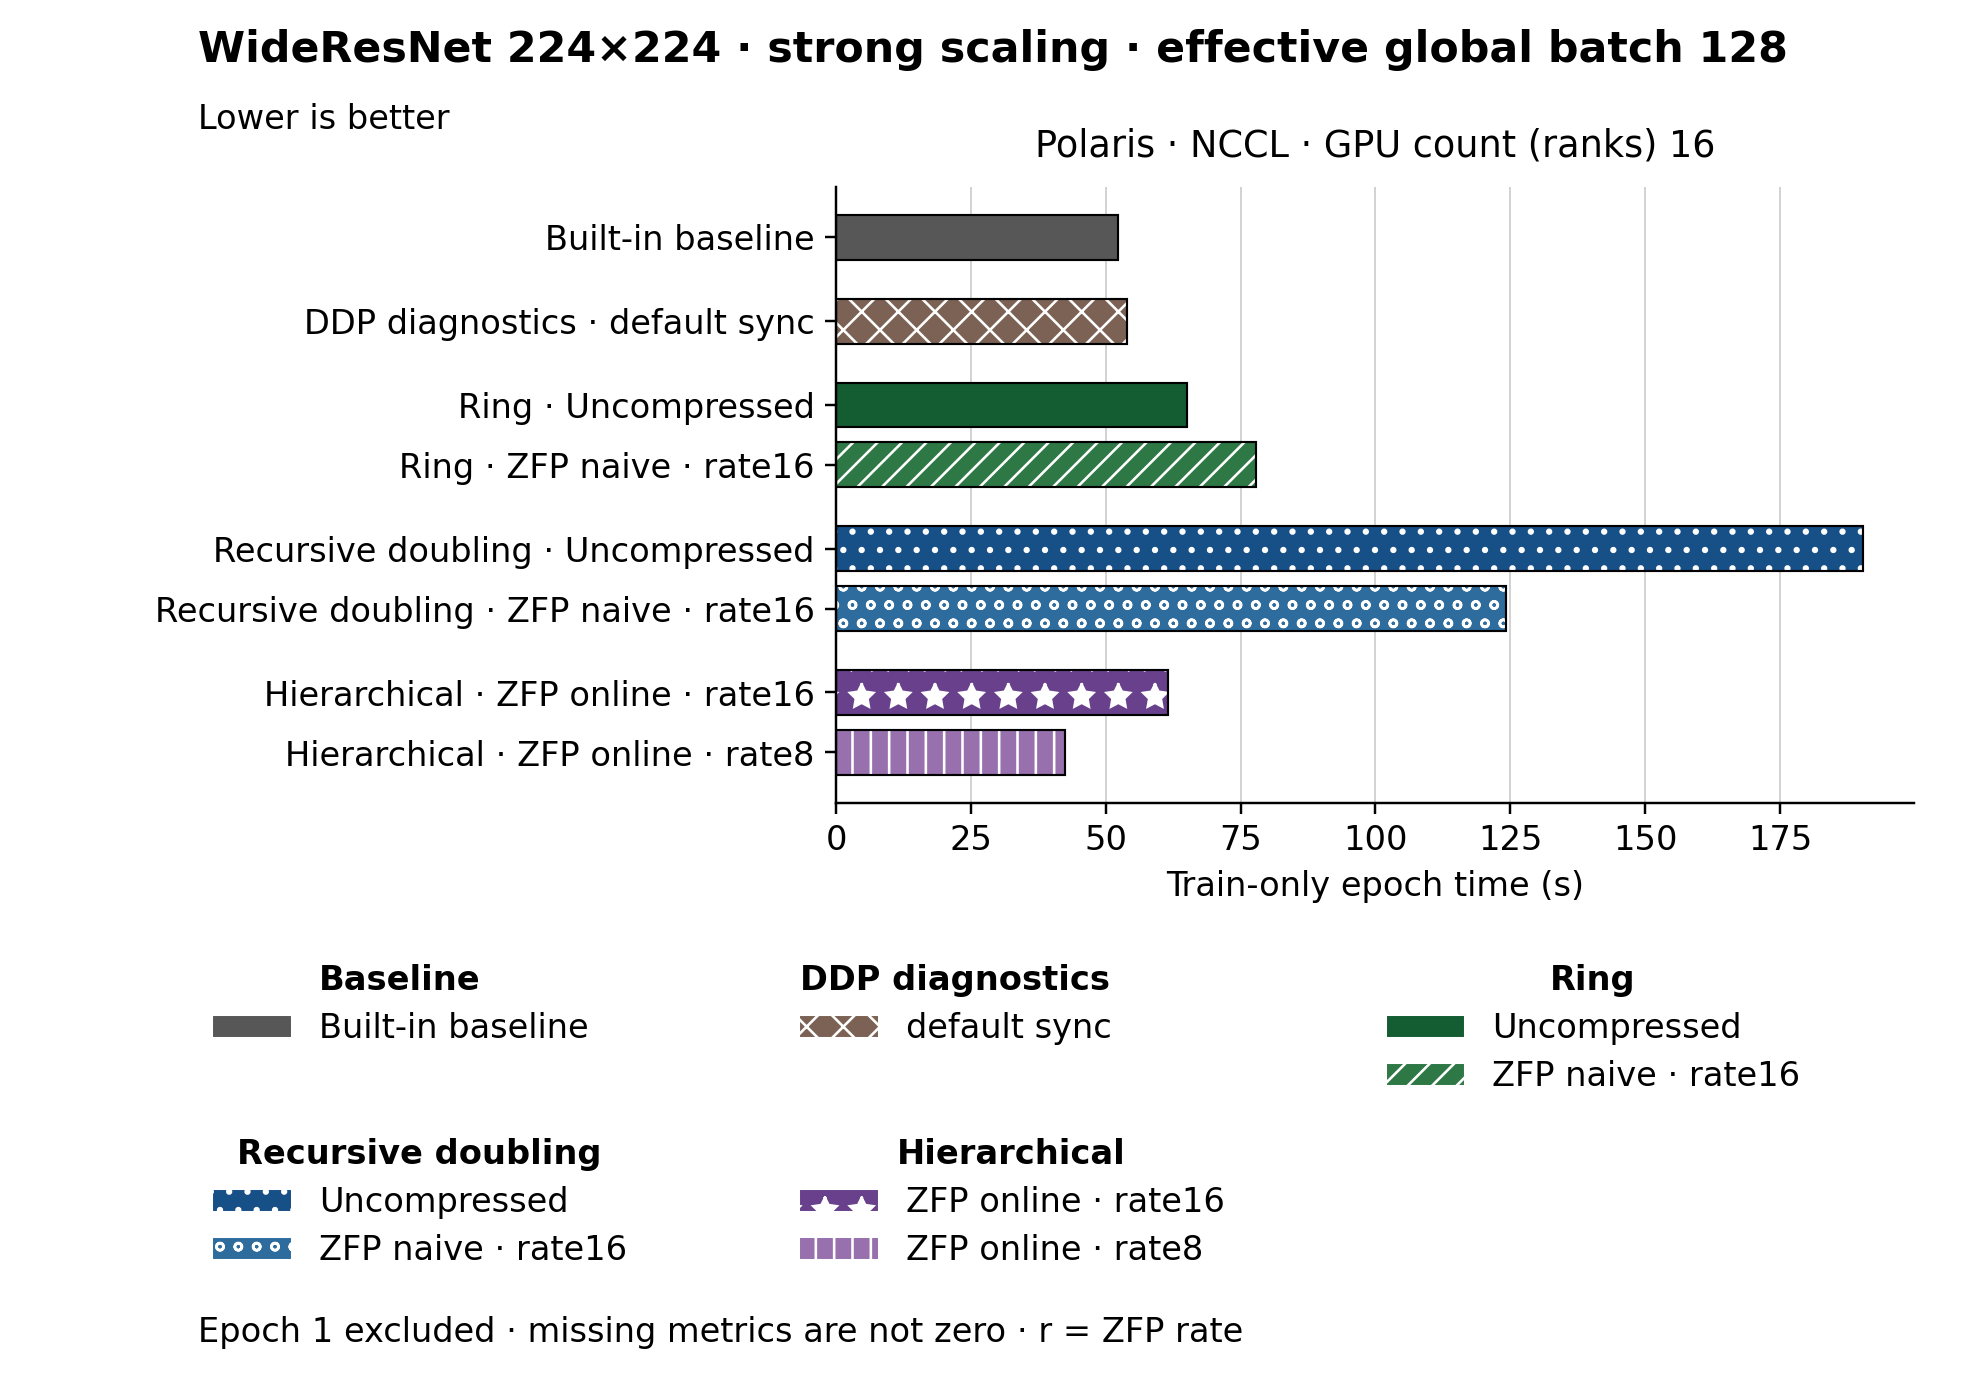 WideResNet 224×224 · strong scaling · effective global batch 128
Lower is better
Polaris · NCCL · GPU count (ranks) 16
Built-in baseline
DDP diagnostics · default sync
Ring · Uncompressed
Ring · ZFP naive · rate16
Recursive doubling · Uncompressed
Recursive doubling · ZFP naive · rate16
Hierarchical · ZFP online · rate16
Hierarchical · ZFP online · rate8
0 25 50 75 100 125 150 175
Train-only epoch time (s)
Baseline
Built-in baseline
DDP diagnostics
default sync
Ring
Uncompressed
ZFP naive · rate16
Recursive doubling
Uncompressed
ZFP naive · rate16
Hierarchical
ZFP online · rate16
ZFP online · rate8
Epoch 1 excluded · missing metrics are not zero · r = ZFP rate